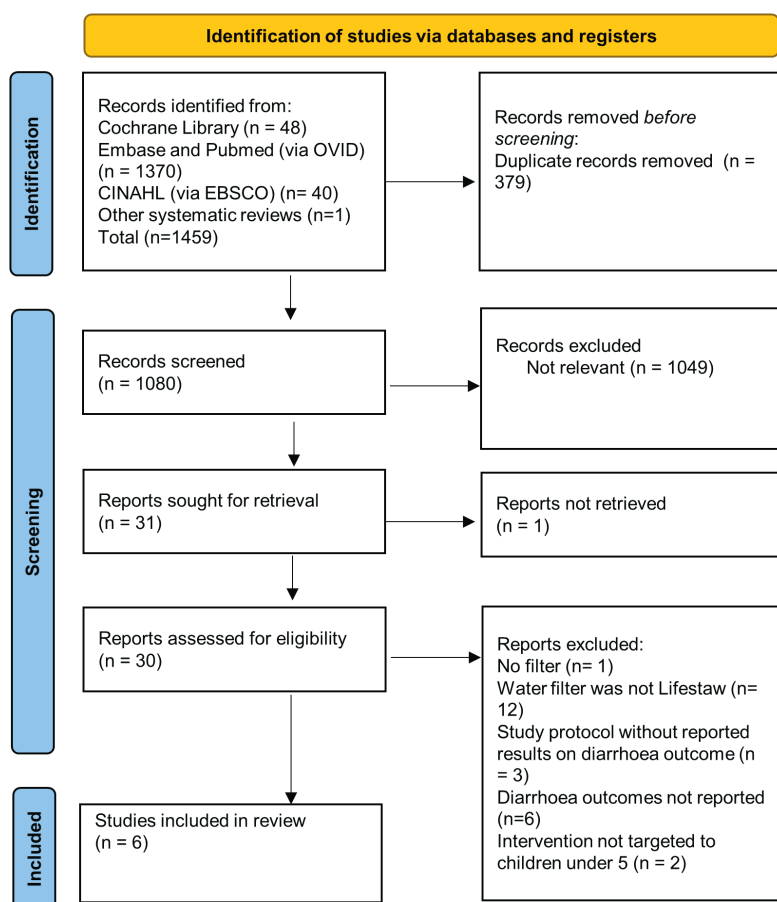 Identification of studies via databases and registers
Identification
Records identified from:
Cochrane Library (n = 48)
Embase and Pubmed (via OVID)
(n = 1370)
CINAHL (via EBSCO) (n= 40)
Other systematic reviews (n=1)
Total (n=1459)
Records removed before
screening:
Duplicate records removed (n =
379)
Screening
Records screened
(n = 1080)
Records excluded
Not relevant (n = 1049)
Reports sought for retrieval
(n = 31)
Reports not retrieved
(n = 1)
Reports assessed for eligibility
(n = 30)
Reports excluded:
No filter (n= 1)
Water filter was not Lifestaw (n=
12)
Study protocol without reported
results on diarrhoea outcome (n
= 3)
Diarrhoea outcomes not reported
(n=6)
Intervention not targeted to
children under 5 (n = 2)
Included
Studies included in review
(n = 6)